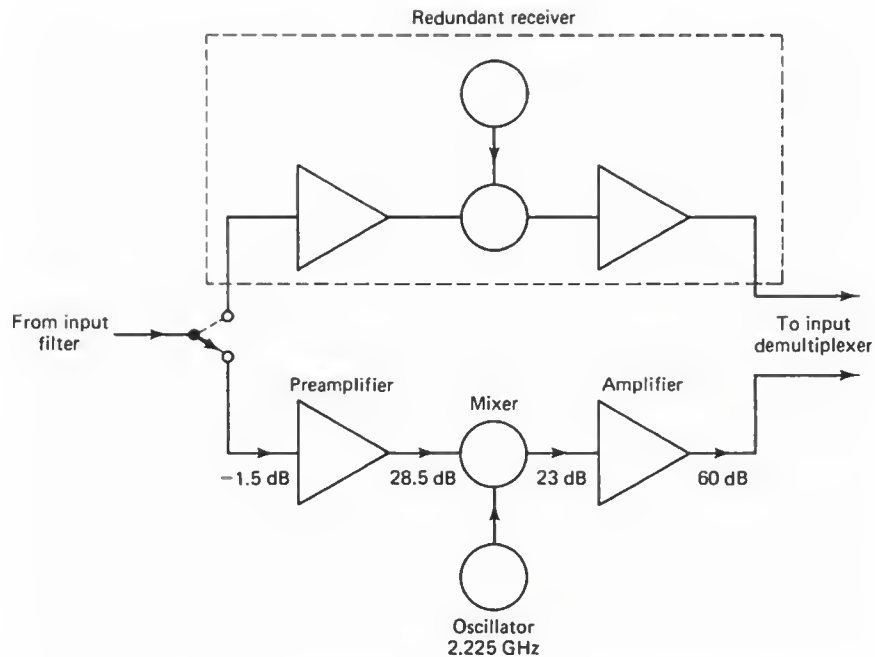 Redundant receiver
From input
filter
To input
demultiplexer
Preamplifier
Mixer
Amplifier
−1.5 dB
28.5 dB
23 dB
60 dB
Oscillator
2.225 GHz